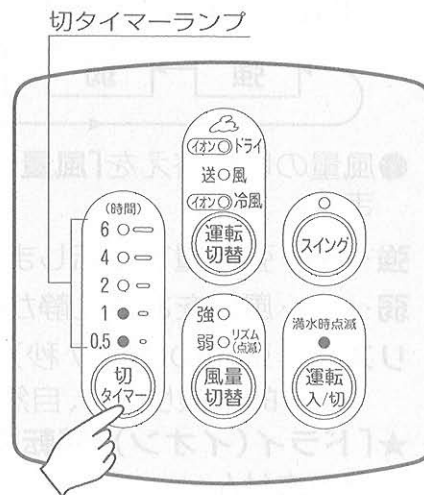 切タイマーランプ
イオン ドライ
送風
イオン 冷風
運転
切替
(時間)
6
4
2
1
0.5
切
タイマー
強
弱 リズム
(点滅)
風量
切替
スイング
満水時点滅
運転
入/切